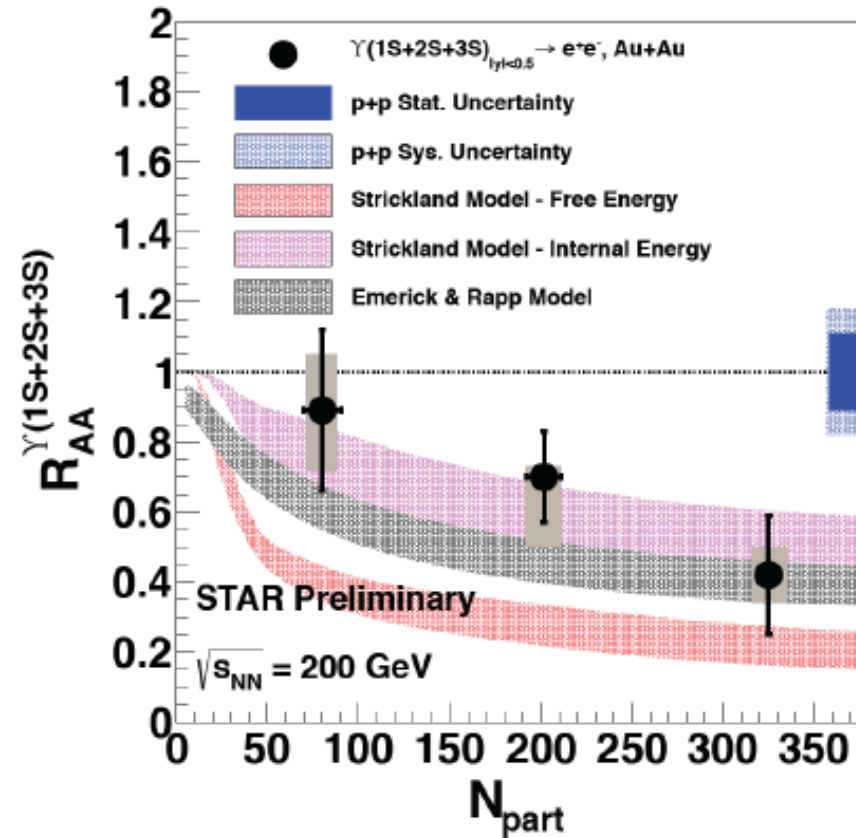 2
1.8
1.6
1.4
1.2
1
0.8
0.6
0.4
0.2
0
R_AA^ϒ(1S+2S+3S)
ϒ(1S+2S+3S)_|y|<0.5 → e⁺e⁻, Au+Au
p+p Stat. Uncertainty
p+p Sys. Uncertainty
Strickland Model - Free Energy
Strickland Model - Internal Energy
Emerick & Rapp Model
STAR Preliminary
√s_NN = 200 GeV
0 50 100 150 200 250 300 350
N_part